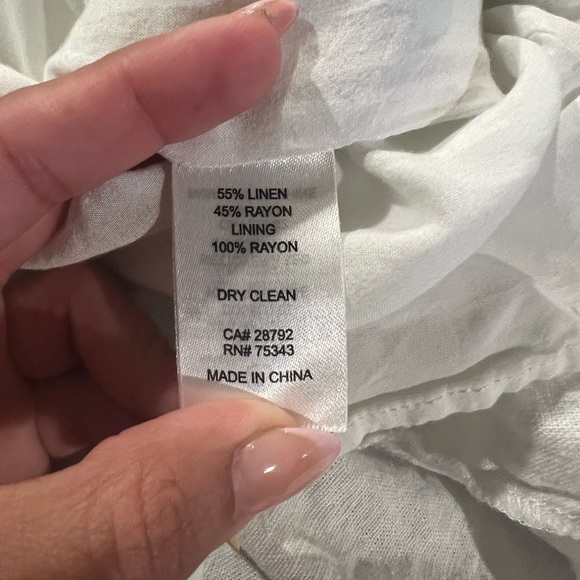 55% LINEN
45% RAYON
LINING
100% RAYON
DRY CLEAN
CA# 28792
RN# 75343
MADE IN CHINA